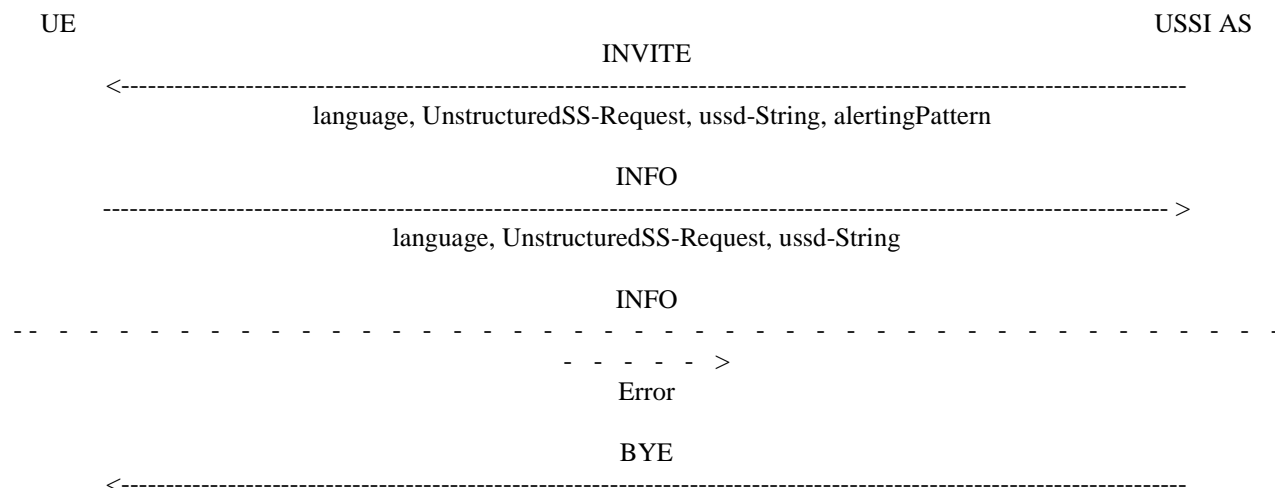 UE USSI AS
INVITE
<------------------------------------------------------------------------------------------------------------------------
language, UnstructuredSS-Request, ussd-String, alertingPattern
INFO
------------------------------------------------------------------------------------------------------------------------ >
language, UnstructuredSS-Request, ussd-String
INFO
- - - - - - - - - - - - - - - - - - - - - - - - - - - - - - - - - - - - - - - - - - -
- - - - - >
Error
BYE
<------------------------------------------------------------------------------------------------------------------------